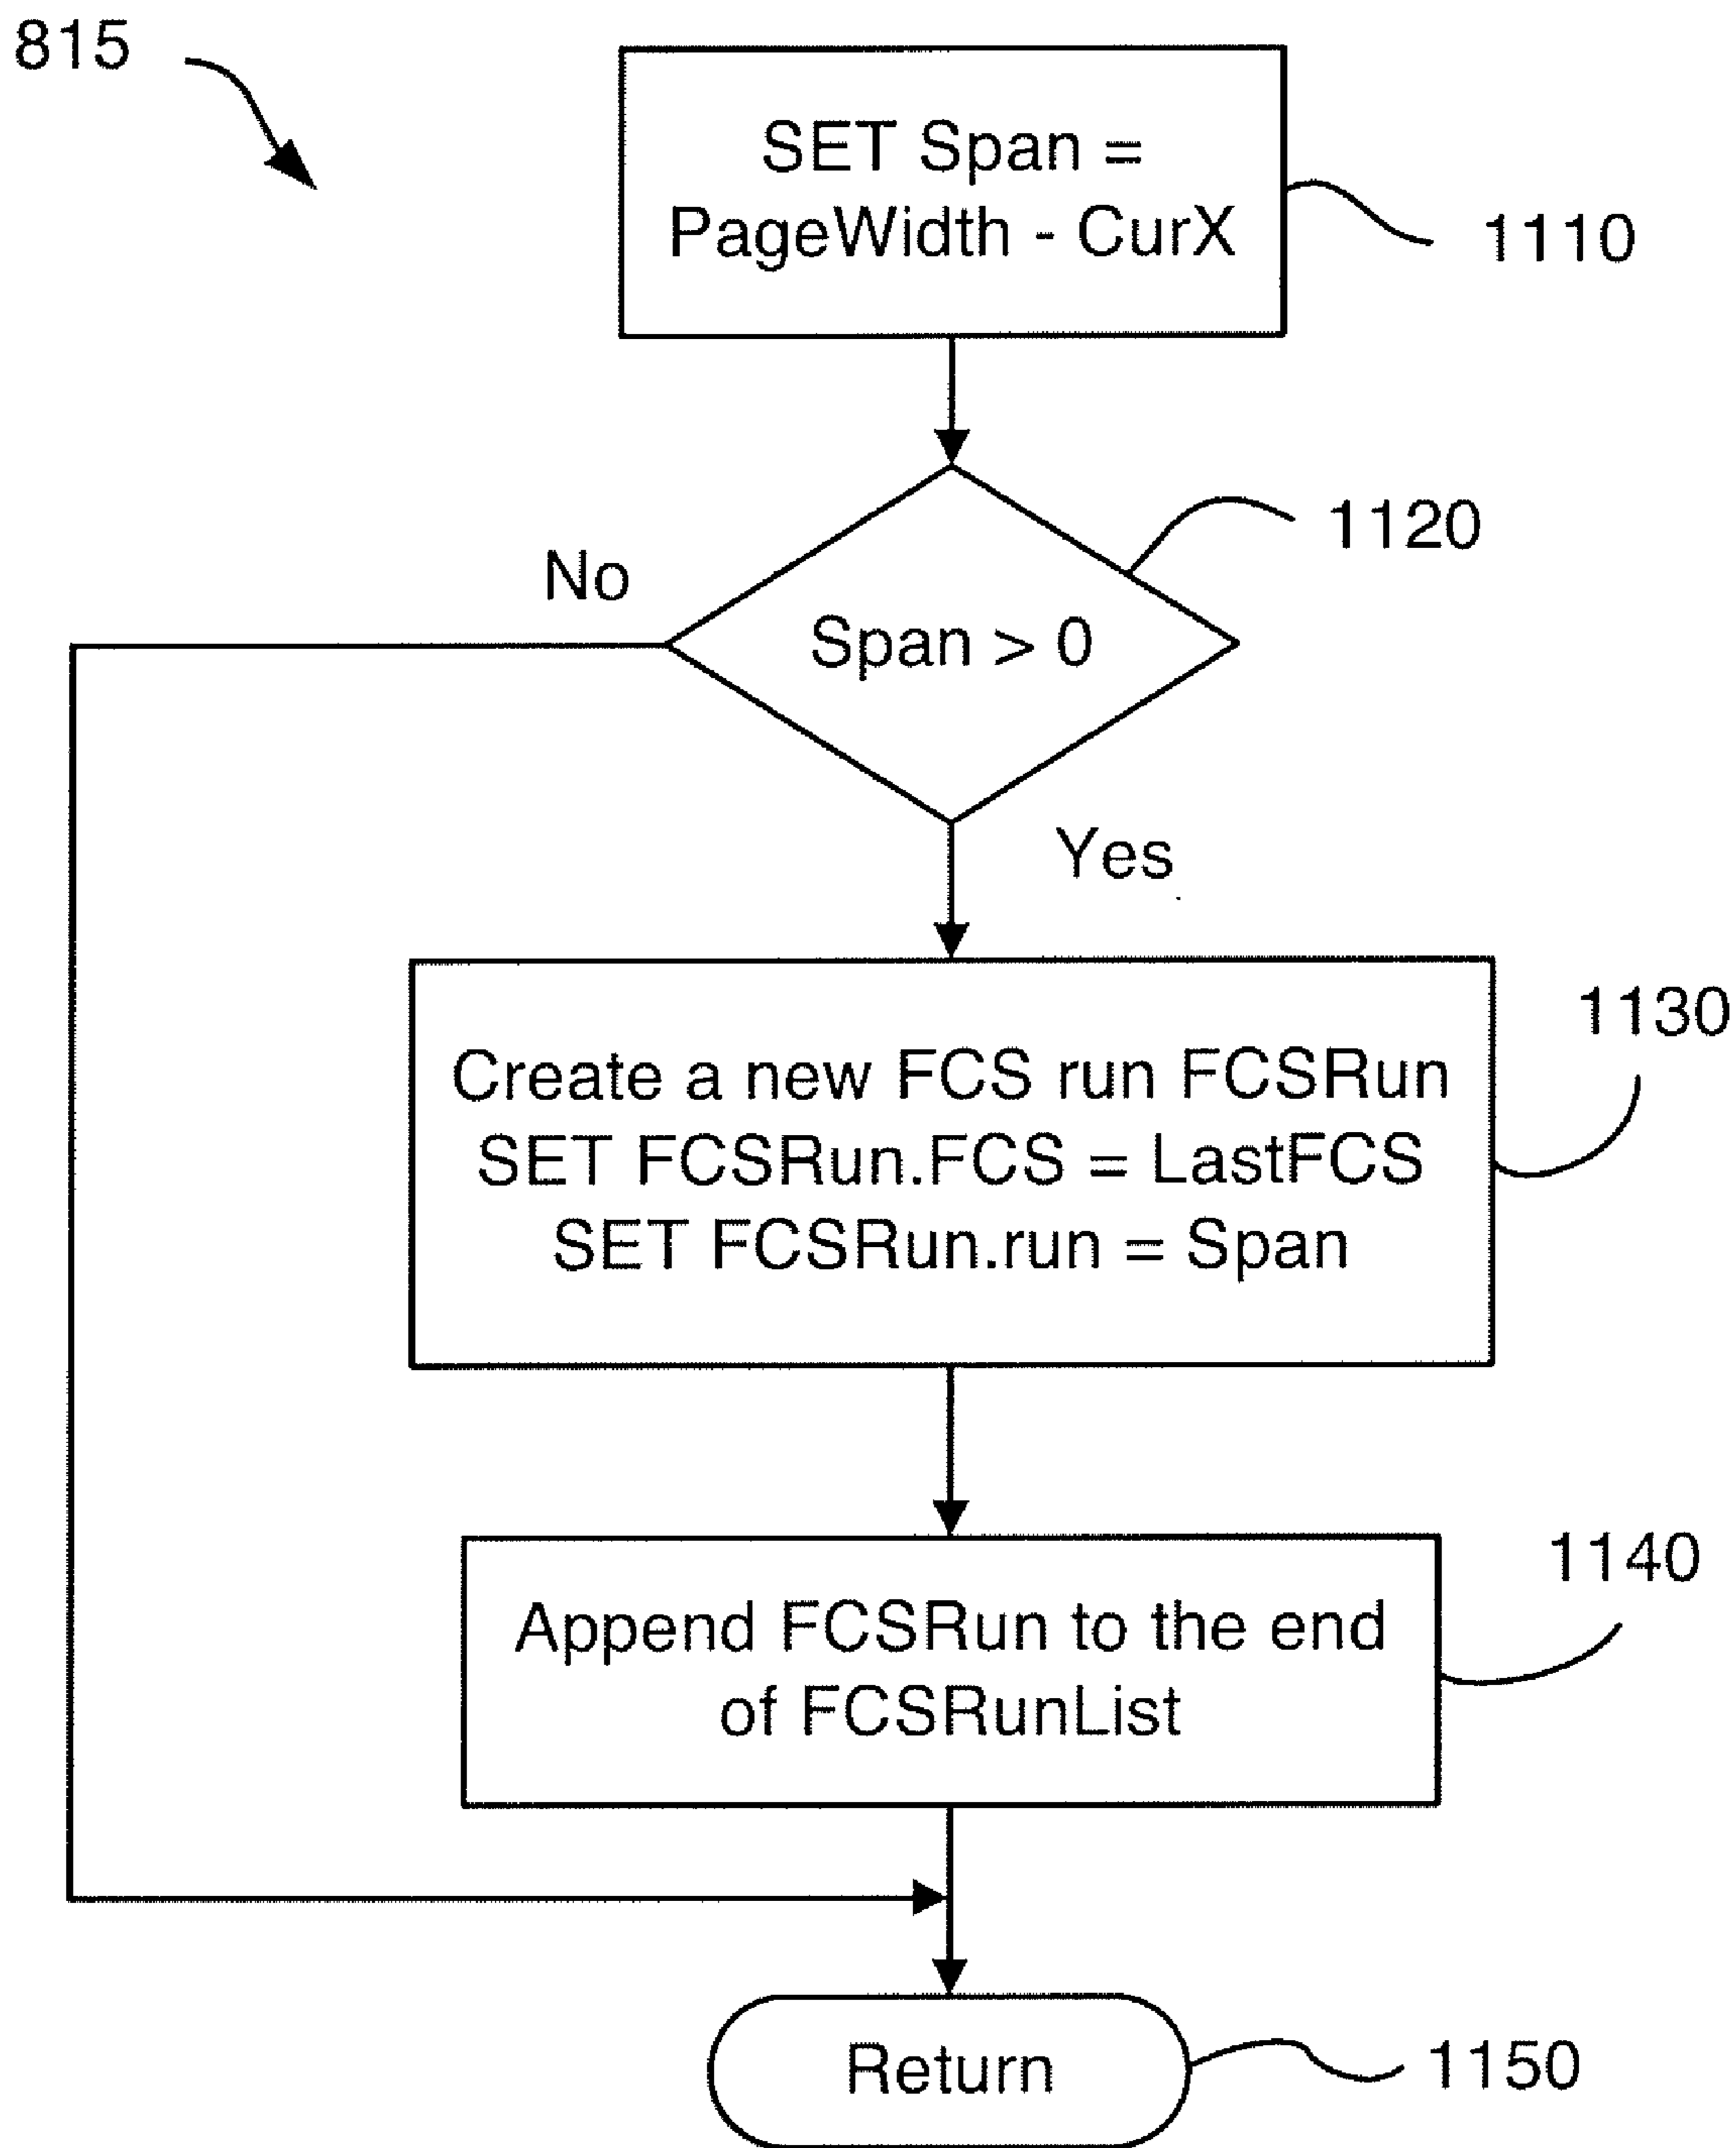 815
SET Span =
PageWidth - CurX
1110
1120
No
Span > 0
Yes
1130
Create a new FCS run FCSRun
SET FCSRun.FCS = LastFCS
SET FCSRun.run = Span
1140
Append FCSRun to the end
of FCSRunList
Return
1150